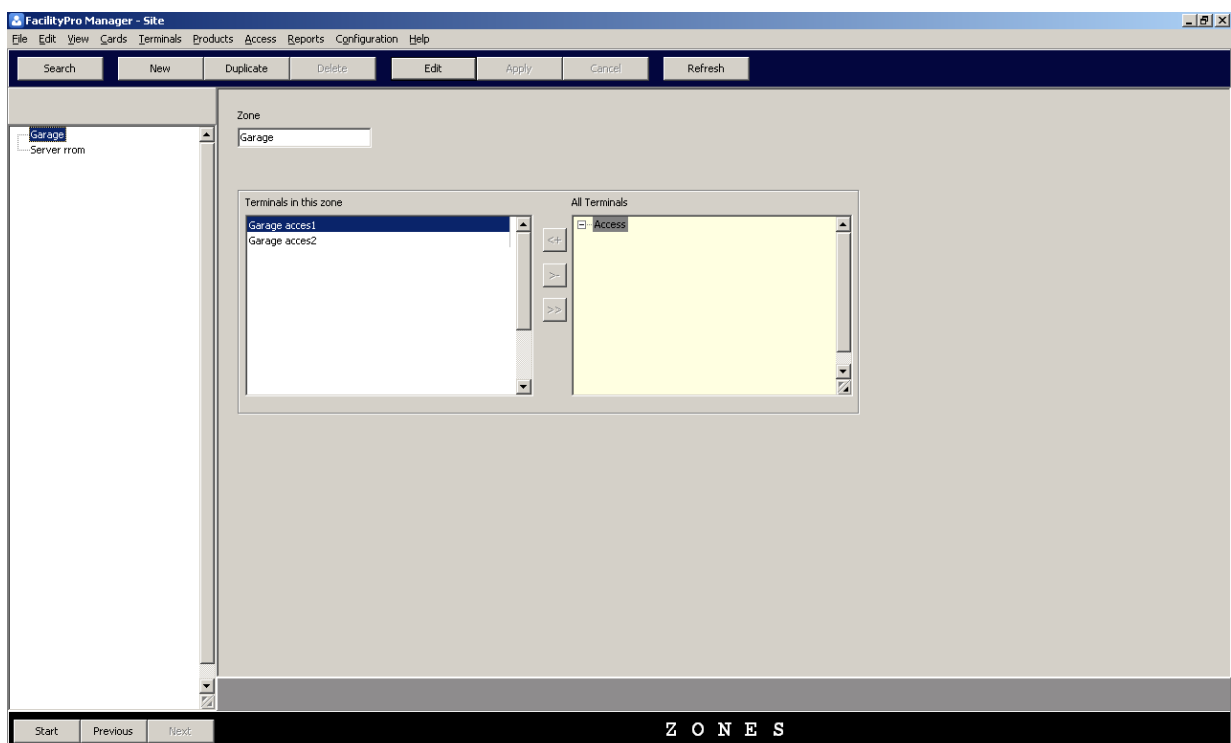 FacilityPro Manager - Site
File Edit View Cards Terminals Products Access Reports Configuration Help
Search New Duplicate Delete Edit Apply Cancel Refresh
Zone
Garage
Garage
Server rrom
Terminals in this zone All Terminals
Garage acces1
Garage acces2
Access
<+
>-
>>
Start Previous Next
Z O N E S